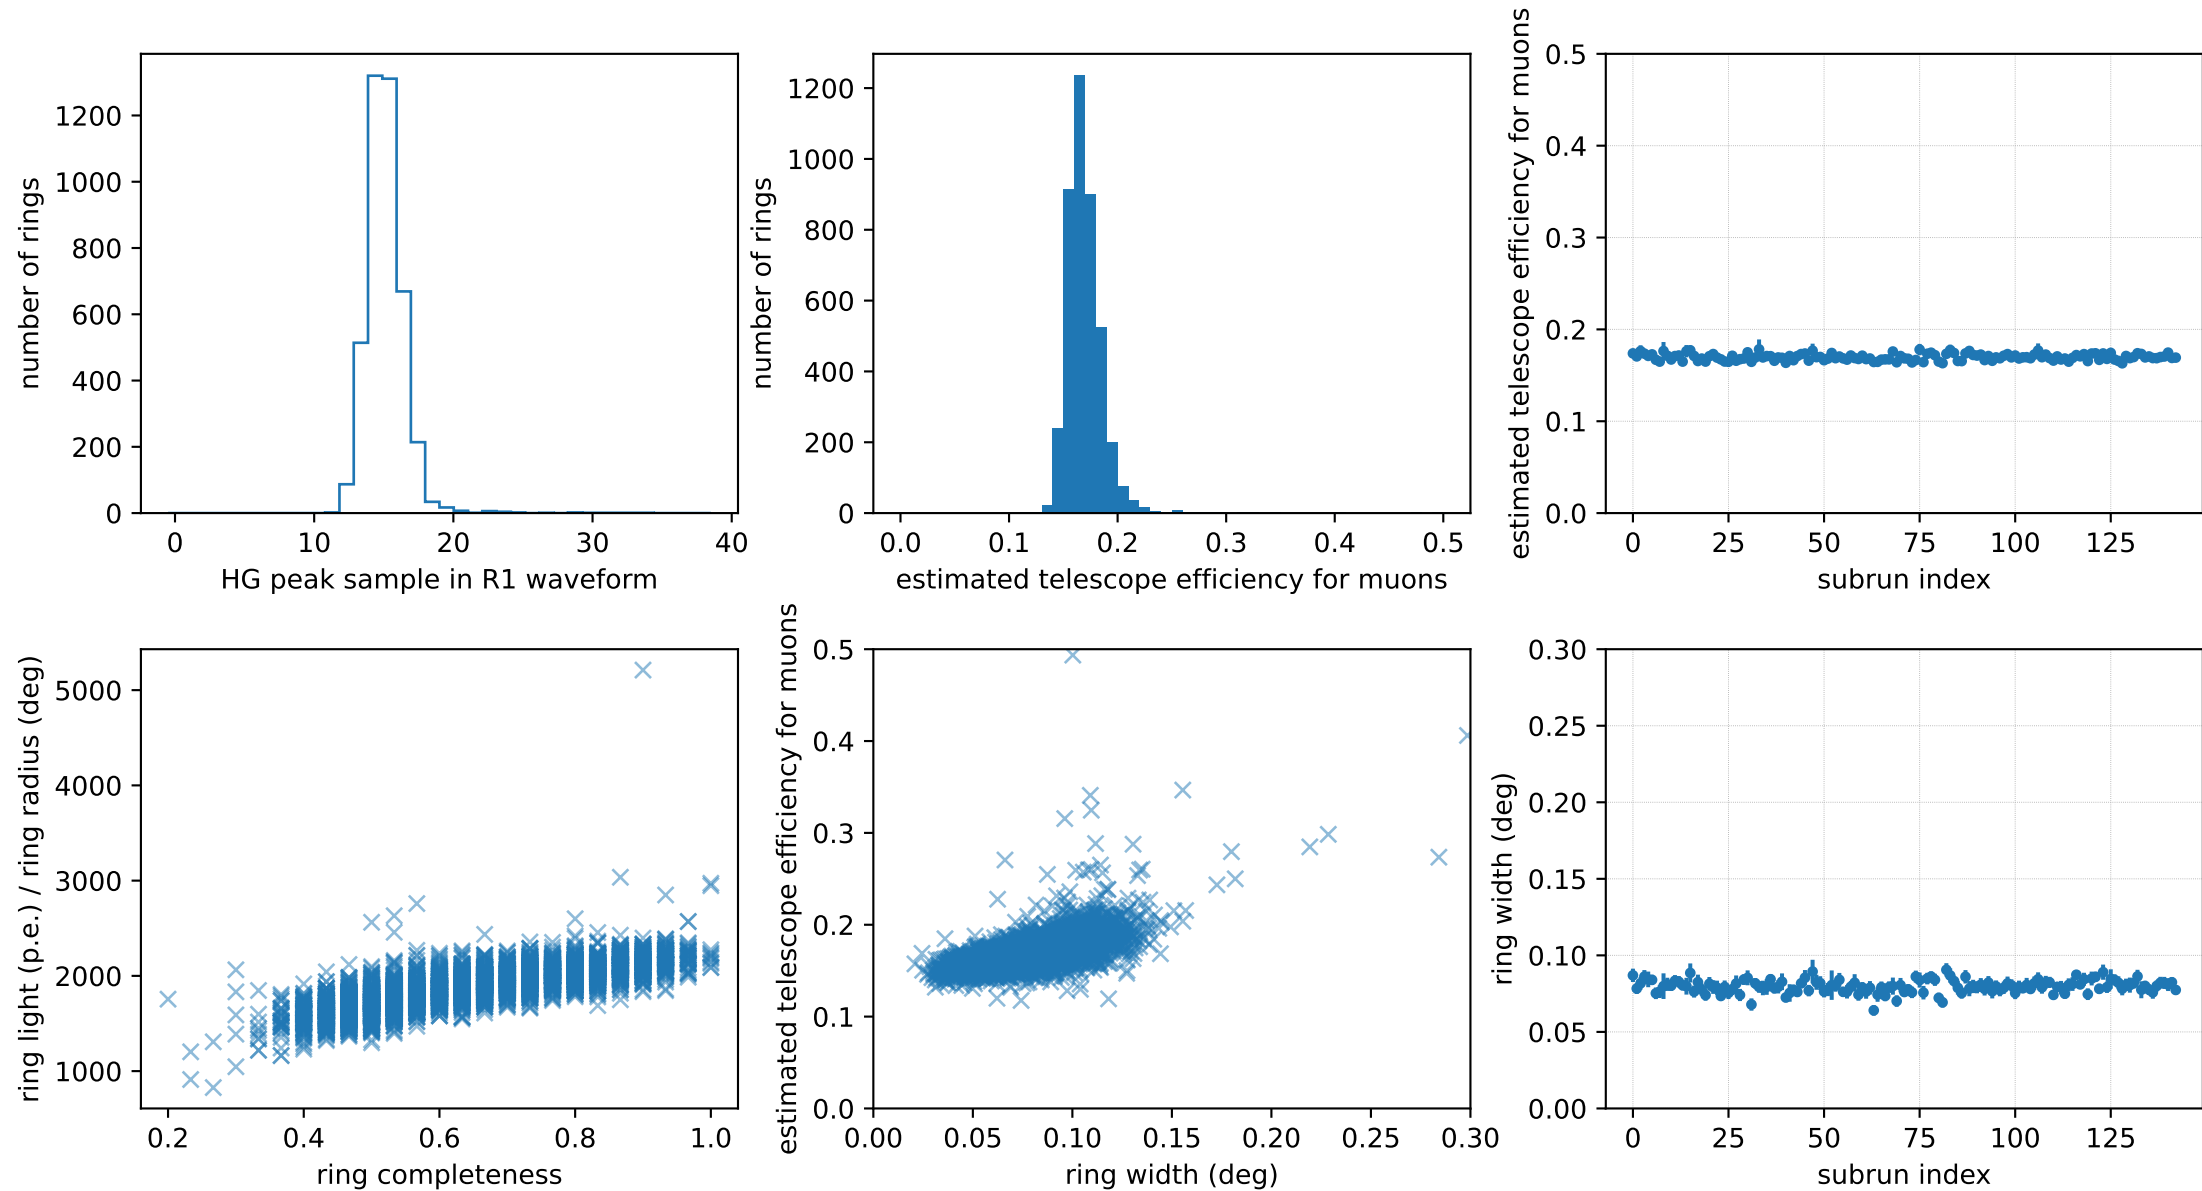 number of rings
1200
1000
800
600
400
200
0
0 10 20 30 40
HG peak sample in R1 waveform
number of rings
1200
1000
800
600
400
200
0
0.0 0.1 0.2 0.3 0.4 0.5
estimated telescope efficiency for muons
estimated telescope efficiency for muons
0.5
0.4
0.3
0.2
0.1
0.0
0 25 50 75 100 125
subrun index
ring light (p.e.) / ring radius (deg)
5000
4000
3000
2000
1000
0.2 0.4 0.6 0.8 1.0
ring completeness
estimated telescope efficiency for muons
0.5
0.4
0.3
0.2
0.1
0.0
0.00 0.05 0.10 0.15 0.20 0.25 0.30
ring width (deg)
ring width (deg)
0.30
0.25
0.20
0.15
0.10
0.05
0.00
0 25 50 75 100 125
subrun index